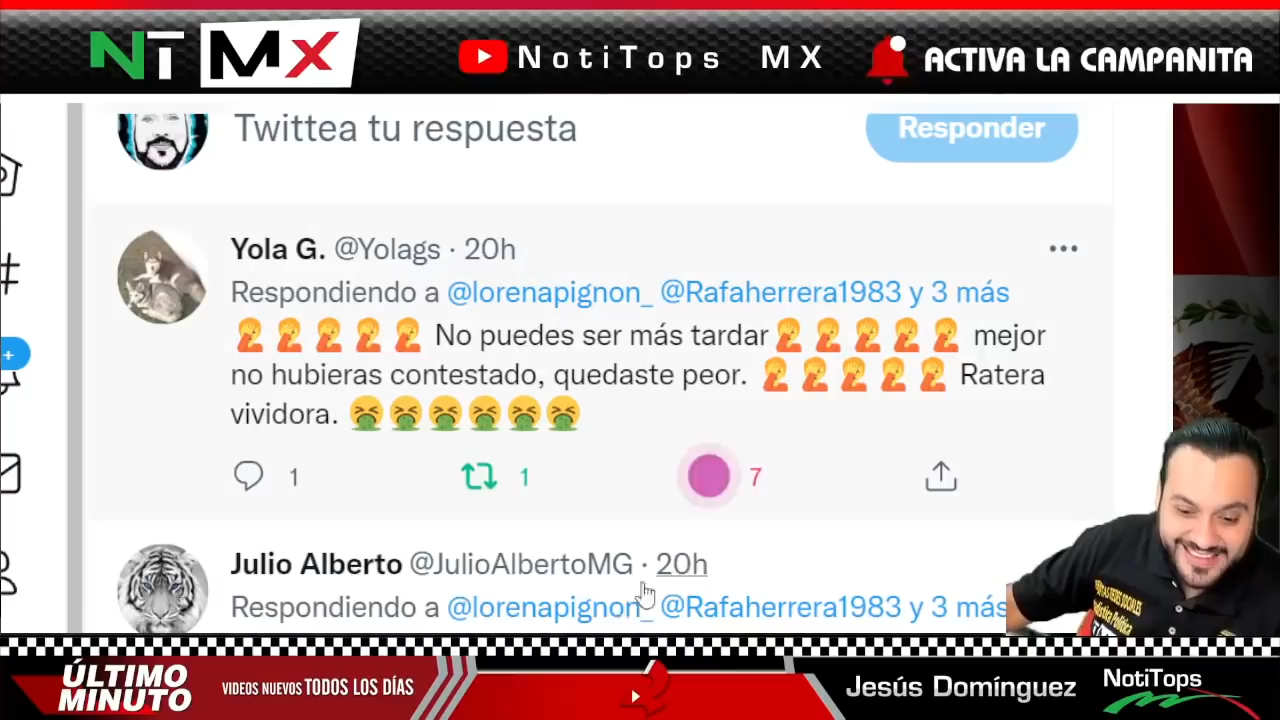 NT MX
NotiTops MX
ACTIVA LA CAMPANITA
Twittea tu respuesta
Responder
Yola G. @Yolags · 20h
Respondiendo a @lorenapignon_ @Rafaherrera1983 y 3 más
🤦🤦🤦🤦🤦 No puedes ser más tardar🤦🤦🤦🤦🤦 mejor
no hubieras contestado, quedaste peor. 🤦🤦🤦🤦🤦 Ratera
vividora. 🤮🤮🤮🤮🤮🤮
1
1
7
Julio Alberto @JulioAlbertoMG · 20h
Respondiendo a @lorenapignon_ @Rafaherrera1983 y 3 más
ÚLTIMO
MINUTO
VIDEOS NUEVOS TODOS LOS DÍAS
Jesús Domínguez
NotiTops